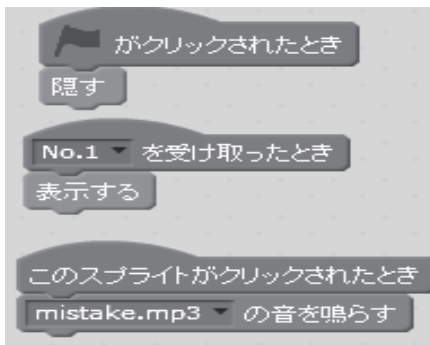 がクリックされたとき
隠す
No.1 を受け取ったとき
表示する
このスプライトがクリックされたとき
mistake.mp3 の音を鳴らす